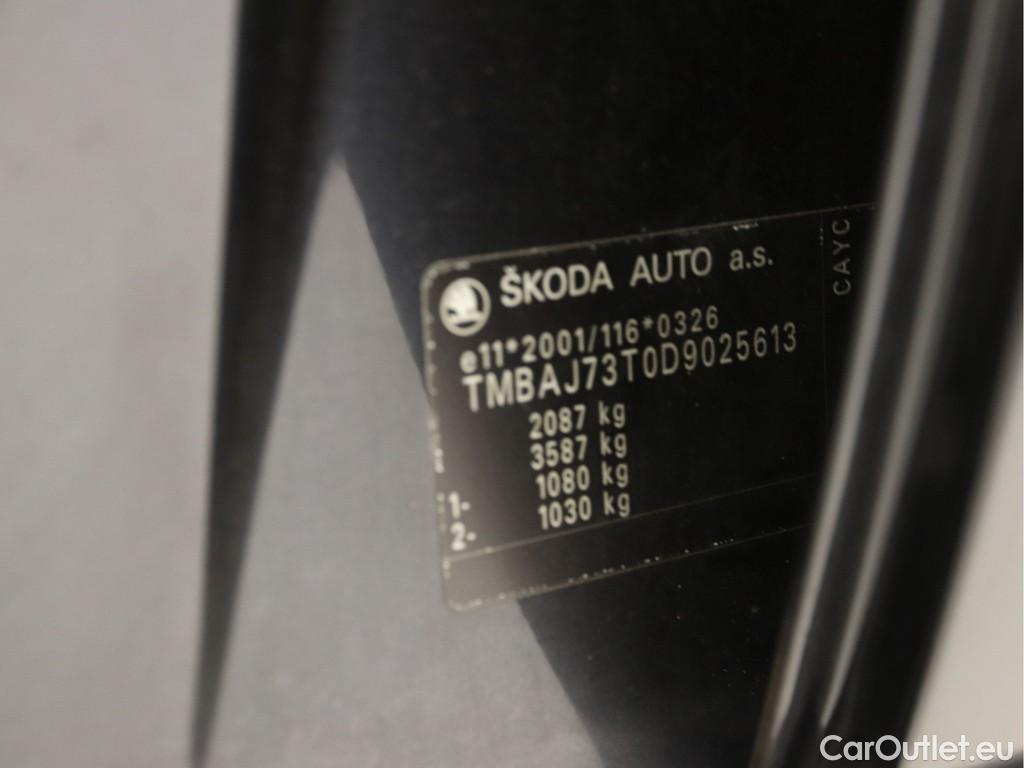 ŠKODA AUTO a.s.
e11*2001/116*0326
TMBAJ73T0D9025613
2087 kg
3587 kg
1- 1080 kg
2- 1030 kg
CAYC
CarOutlet.eu